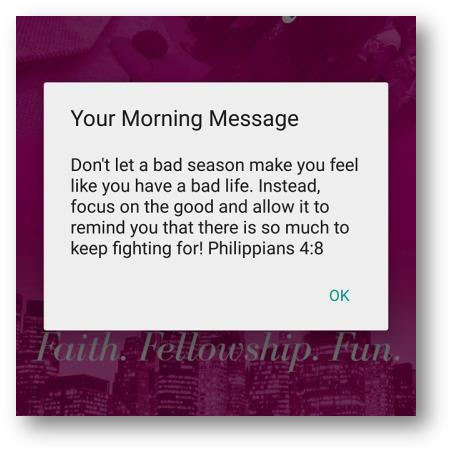 Your Morning Message
Don't let a bad season make you feel
like you have a bad life. Instead,
focus on the good and allow it to
remind you that there is so much to
keep fighting for! Philippians 4:8
OK
Faith. Fellowship. Fun.